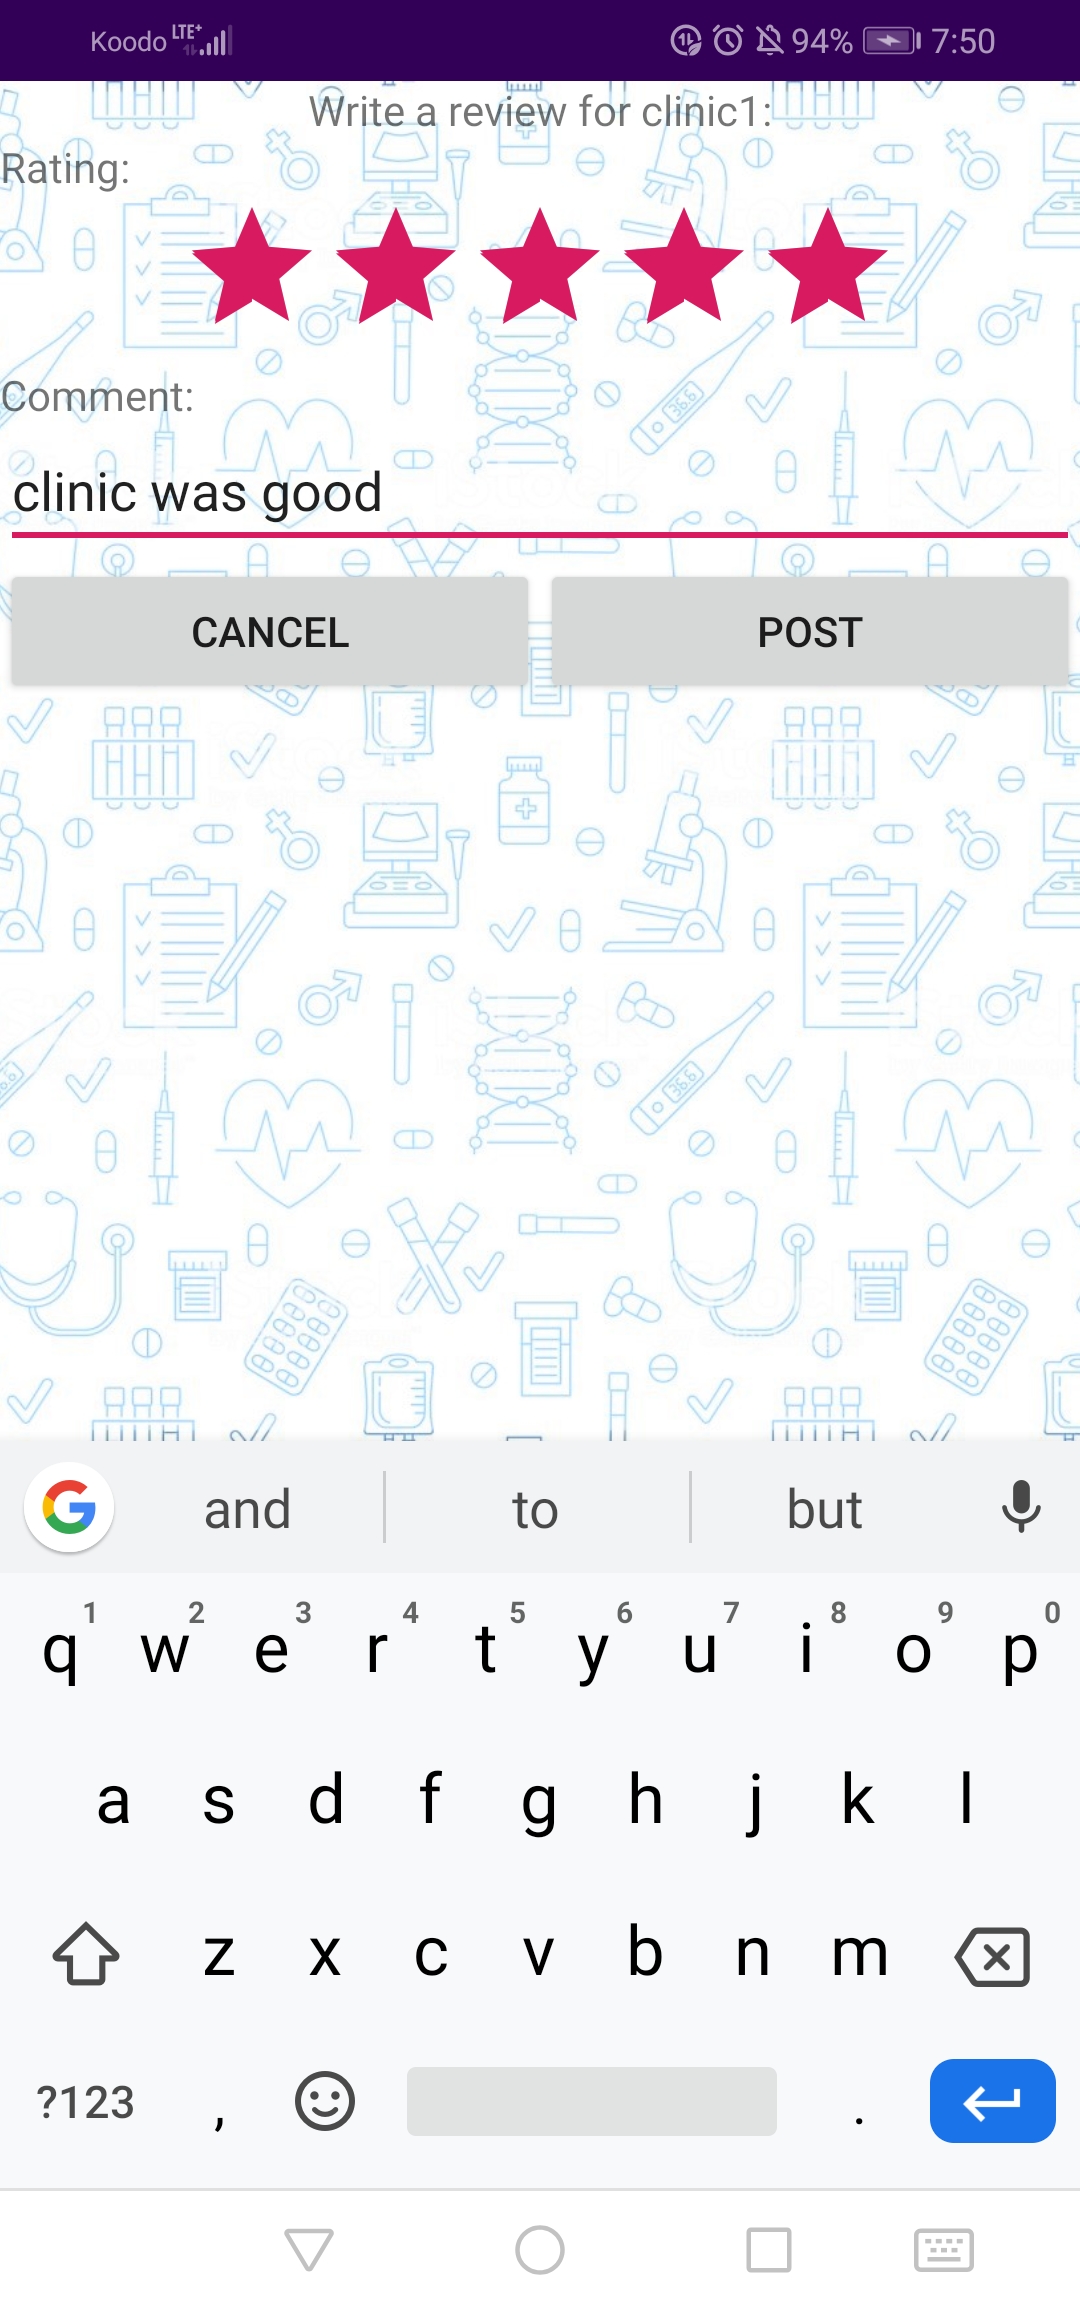 Koodo LTE+ 94% 7:50
Write a review for clinic1:
Rating:
Comment:
clinic was good
CANCEL POST
and to but
1 2 3 4 5 6 7 8 9 0
q w e r t y u i o p
a s d f g h j k l
z x c v b n m
?123 , .